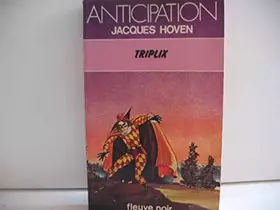 ANTICIPATION
JACQUES HOVEN
TRIPLIX
fleuve noir